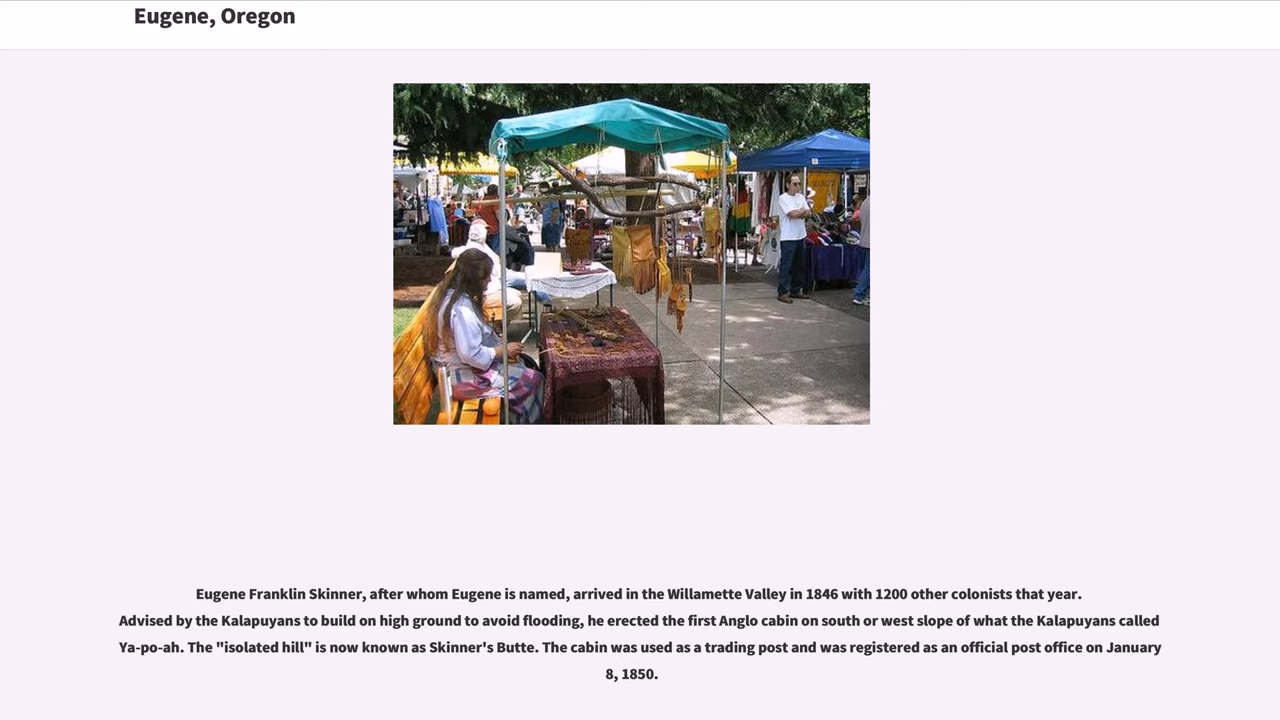 Eugene, Oregon
Eugene Franklin Skinner, after whom Eugene is named, arrived in the Willamette Valley in 1846 with 1200 other colonists that year.
Advised by the Kalapuyans to build on high ground to avoid flooding, he erected the first Anglo cabin on south or west slope of what the Kalapuyans called
Ya-po-ah. The "isolated hill" is now known as Skinner's Butte. The cabin was used as a trading post and was registered as an official post office on January
8, 1850.